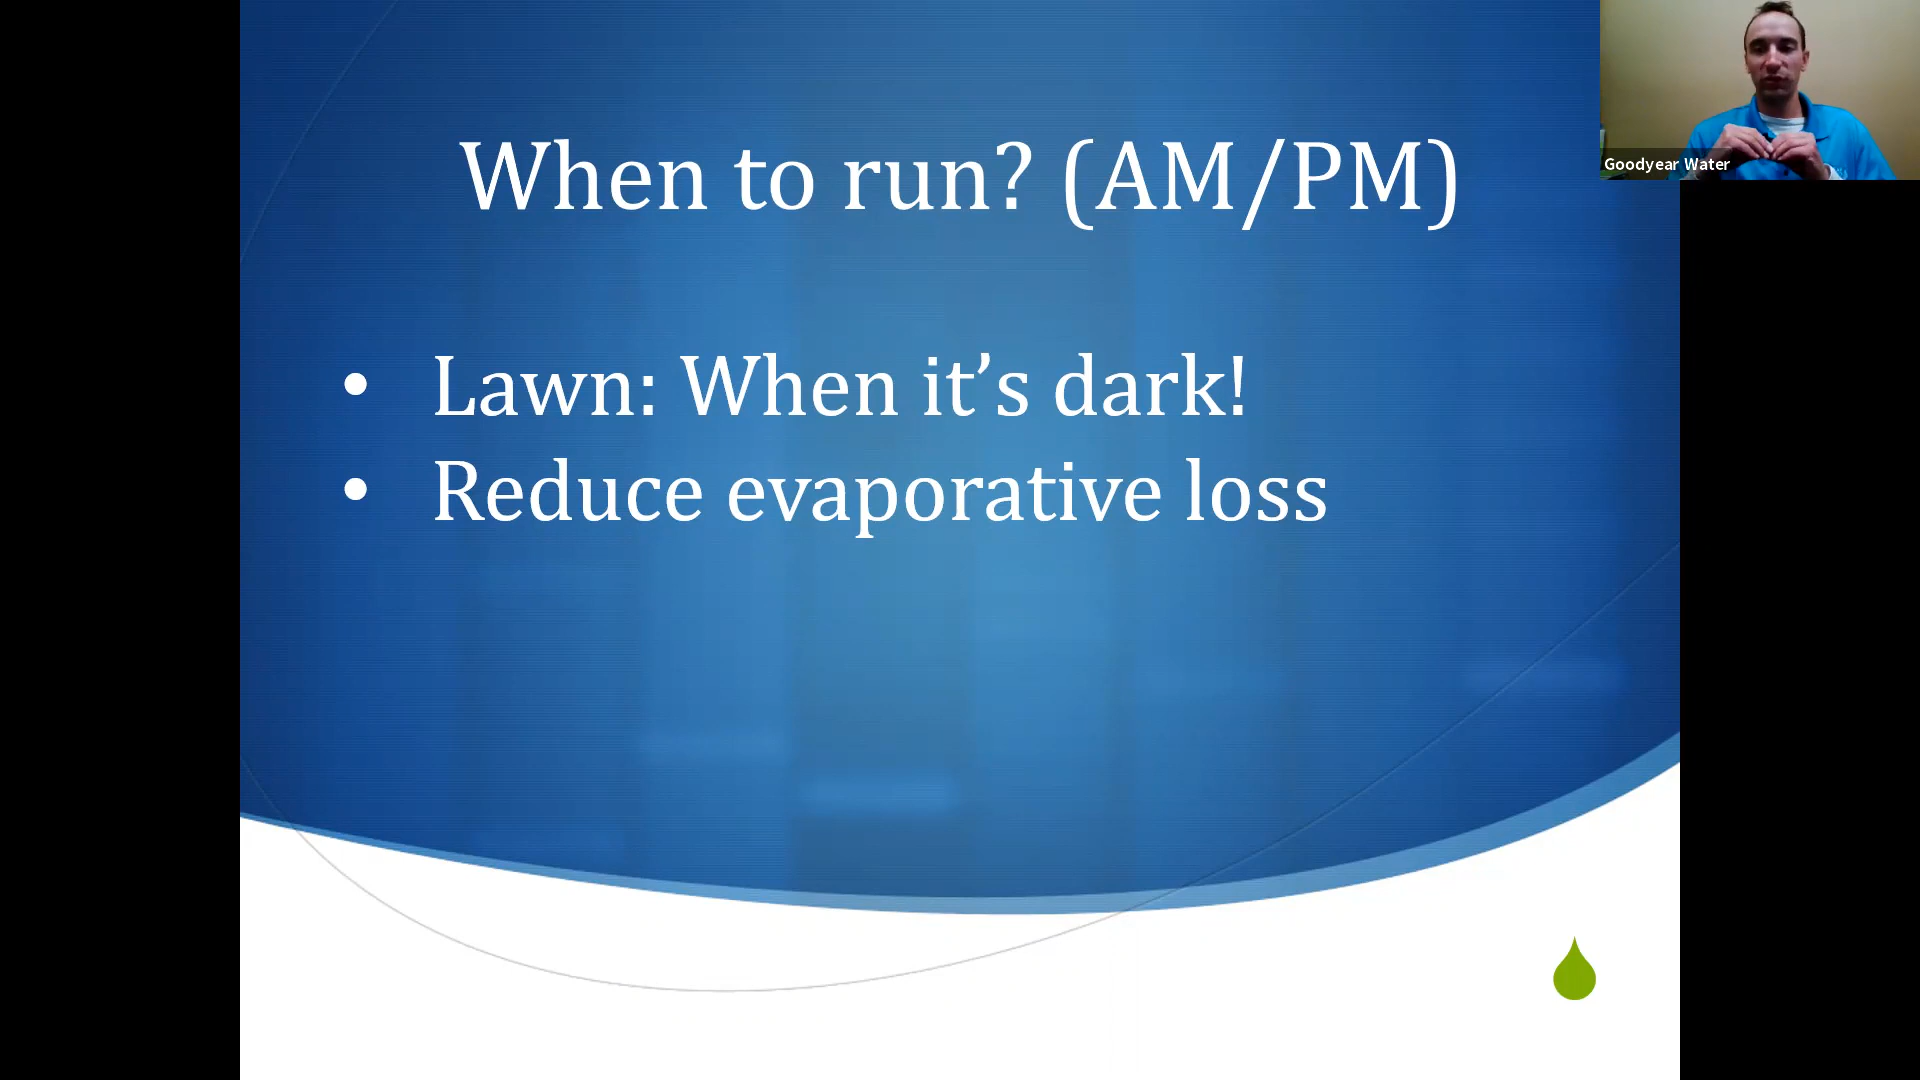 When to run? (AM/PM)
• Lawn: When it’s dark!
• Reduce evaporative loss
Goodyear Water